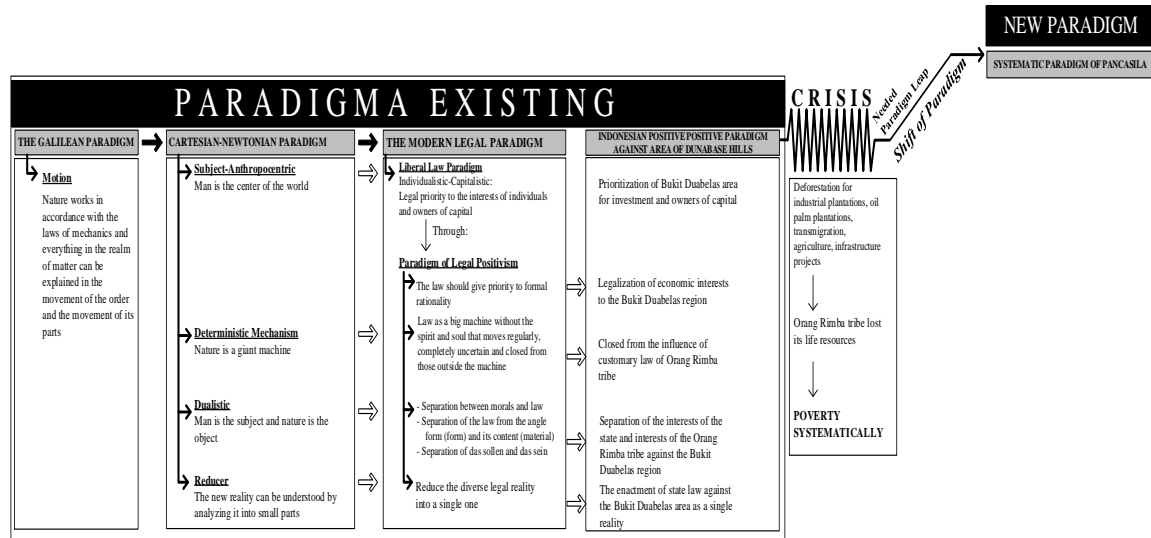 NEW PARADIGM
SYSTEMATIC PARADIGM OF PANCASILA
PARADIGMA EXISTING
CRISIS
Needed
Paradigm Leap
Shift of Paradigm
THE GALILEAN PARADIGM
CARTESIAN-NEWTONIAN PARADIGM
THE MODERN LEGAL PARADIGM
INDONESIAN POSITIVE POSITIVE PARADIGM
AGAINST AREA OF DUNABASE HILLS
Motion
Nature works in
accordance with the
laws of mechanics and
everything in the realm
of matter can be
explained in the
movement of the order
and the movement of its
parts
Subject-Anthropocentric
Man is the center of the world
Deterministic Mechanism
Nature is a giant machine
Dualistic
Man is the subject and nature is the
object
Reducer
The new reality can be understood by
analyzing it into small parts
Liberal Law Paradigm
Individualistic-Capitalistic:
Legal priority to the interests of individuals
and owners of capital
Through:
Paradigm of Legal Positivism
The law should give priority to formal
rationality
Law as a big machine without the
spirit and soul that moves regularly,
completely uncertain and closed from
those outside the machine
- Separation between morals and law
- Separation of the law from the angle
form (form) and its content (material)
- Separation of das sollen and das sein
Reduce the diverse legal reality
into a single one
Prioritization of Bukit Duabelas area
for investment and owners of capital
Legalization of economic interests
to the Bukit Duabelas region
Closed from the influence of
customary law of Orang Rimba
tribe
Separation of the interests of the
state and interests of the Orang
Rimba tribe against the Bukit
Duabelas region
The enactment of state law against
the Bukit Duabelas area as a single
reality
Deforestation for
industrial plantations, oil
palm plantations,
transmigration,
agriculture, infrastructure
projects
Orang Rimba tribe lost
its life resources
POVERTY
SYSTEMATICALLY